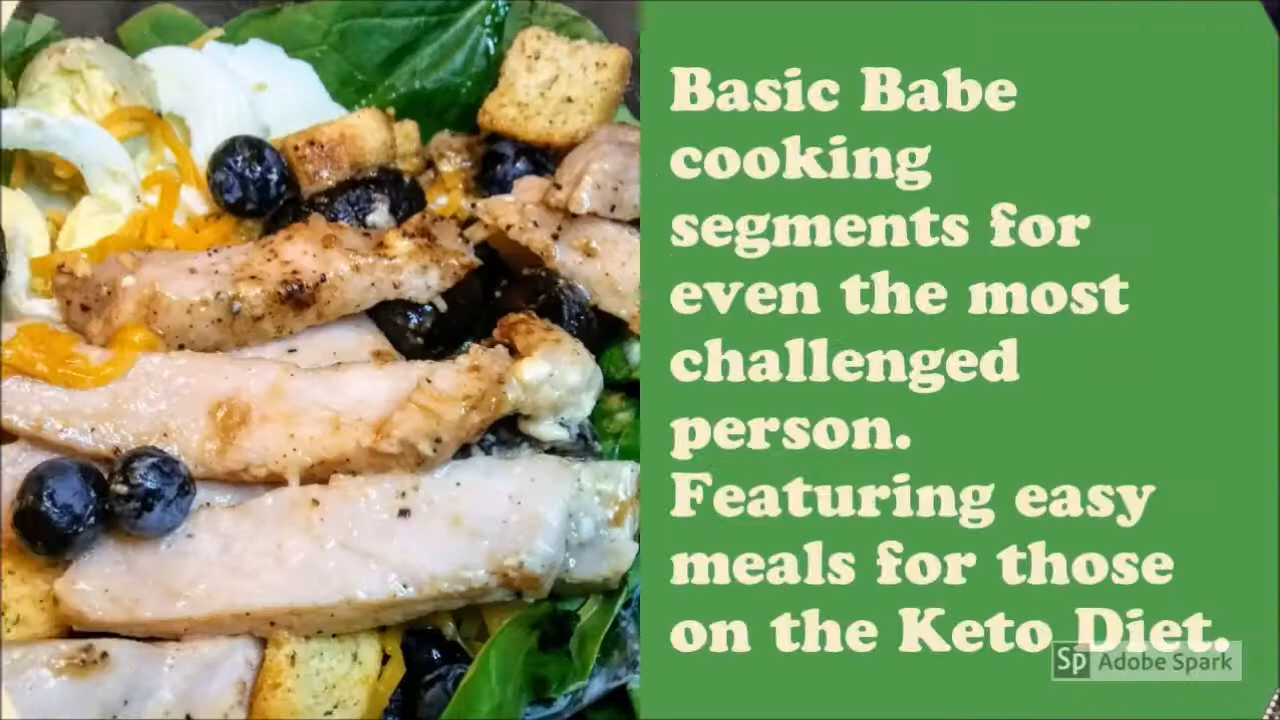 Basic Babe
cooking
segments for
even the most
challenged
person.
Featuring easy
meals for those
on the Keto Diet.
Sp Adobe Spark